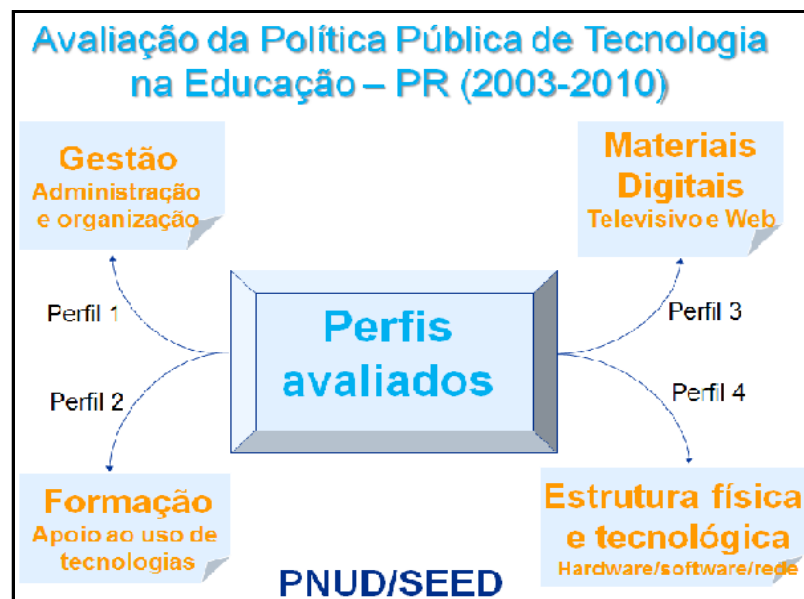 Avaliação da Política Pública de Tecnologia
na Educação – PR (2003-2010)
Gestão
Administração
e organização
Materiais
Digitais
Televisivo e Web
Perfil 1
Perfil 3
Perfis
avaliados
Perfil 2
Perfil 4
Formação
Apoio ao uso de
tecnologias
Estrutura física
e tecnológica
Hardware/software/rede
PNUD/SEED